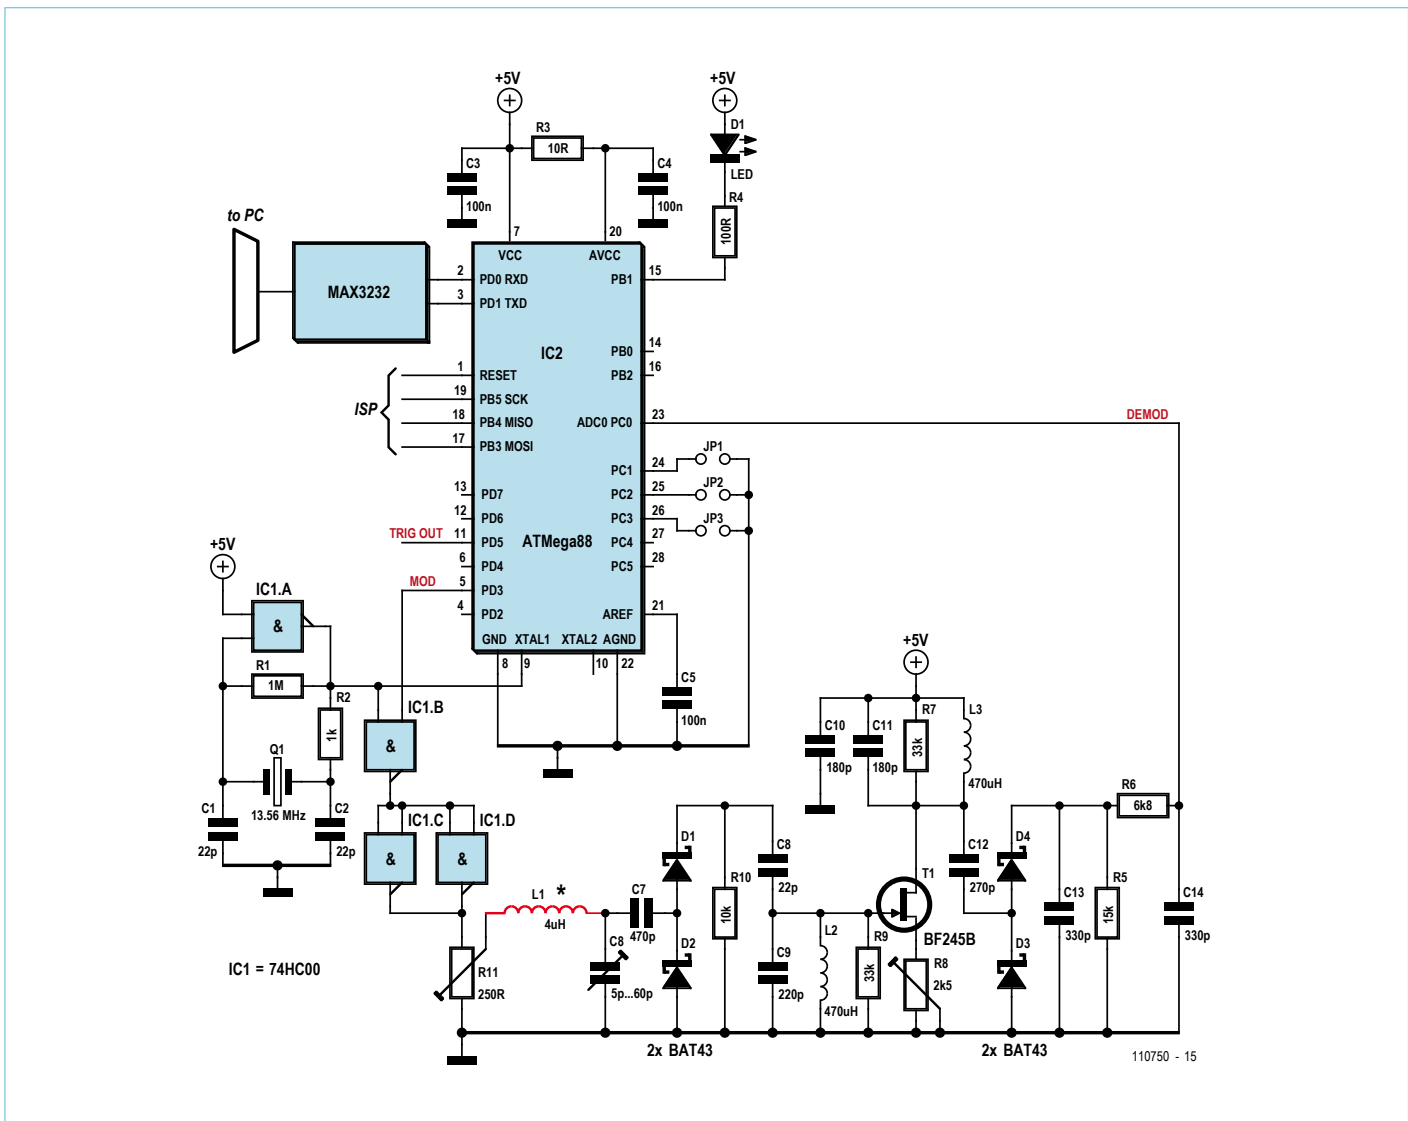 +5V
+5V
D1
LED
R3
10R
C3
100n
C4
100n
R4
100R
to PC
MAX3232
7
20
VCC
AVCC
2
PD0 RXD
3
PD1 TXD
PB1
15
IC2
PB0
14
PB2
16
ISP
1
RESET
19
PB5 SCK
18
PB4 MISO
17
PB3 MOSI
ADC0 PC0
23
DEMOD
PC1
24
JP1
PC2
25
JP2
PC3
26
JP3
PC4
27
PC5
28
13
PD7
12
PD6
TRIG OUT
11
PD5
ATMega88
6
PD4
MOD
5
PD3
4
PD2
AREF
21
GND
XTAL1
XTAL2
AGND
8
9
10
22
C5
100n
+5V
IC1.A
&
R1
1M
R2
1k
IC1.B
&
Q1
13.56 MHz
C1
22p
C2
22p
IC1.C
&
IC1.D
&
IC1 = 74HC00
R11
250R
L1
*
4uH
C8
5p...60p
C7
470p
D1
D2
2x BAT43
R10
10k
C8
22p
C9
220p
L2
470uH
R9
33k
+5V
C10
180p
C11
180p
R7
33k
L3
470uH
T1
BF245B
R8
2k5
C12
270p
D4
D3
2x BAT43
C13
330p
R5
15k
R6
6k8
C14
330p
110750 - 15